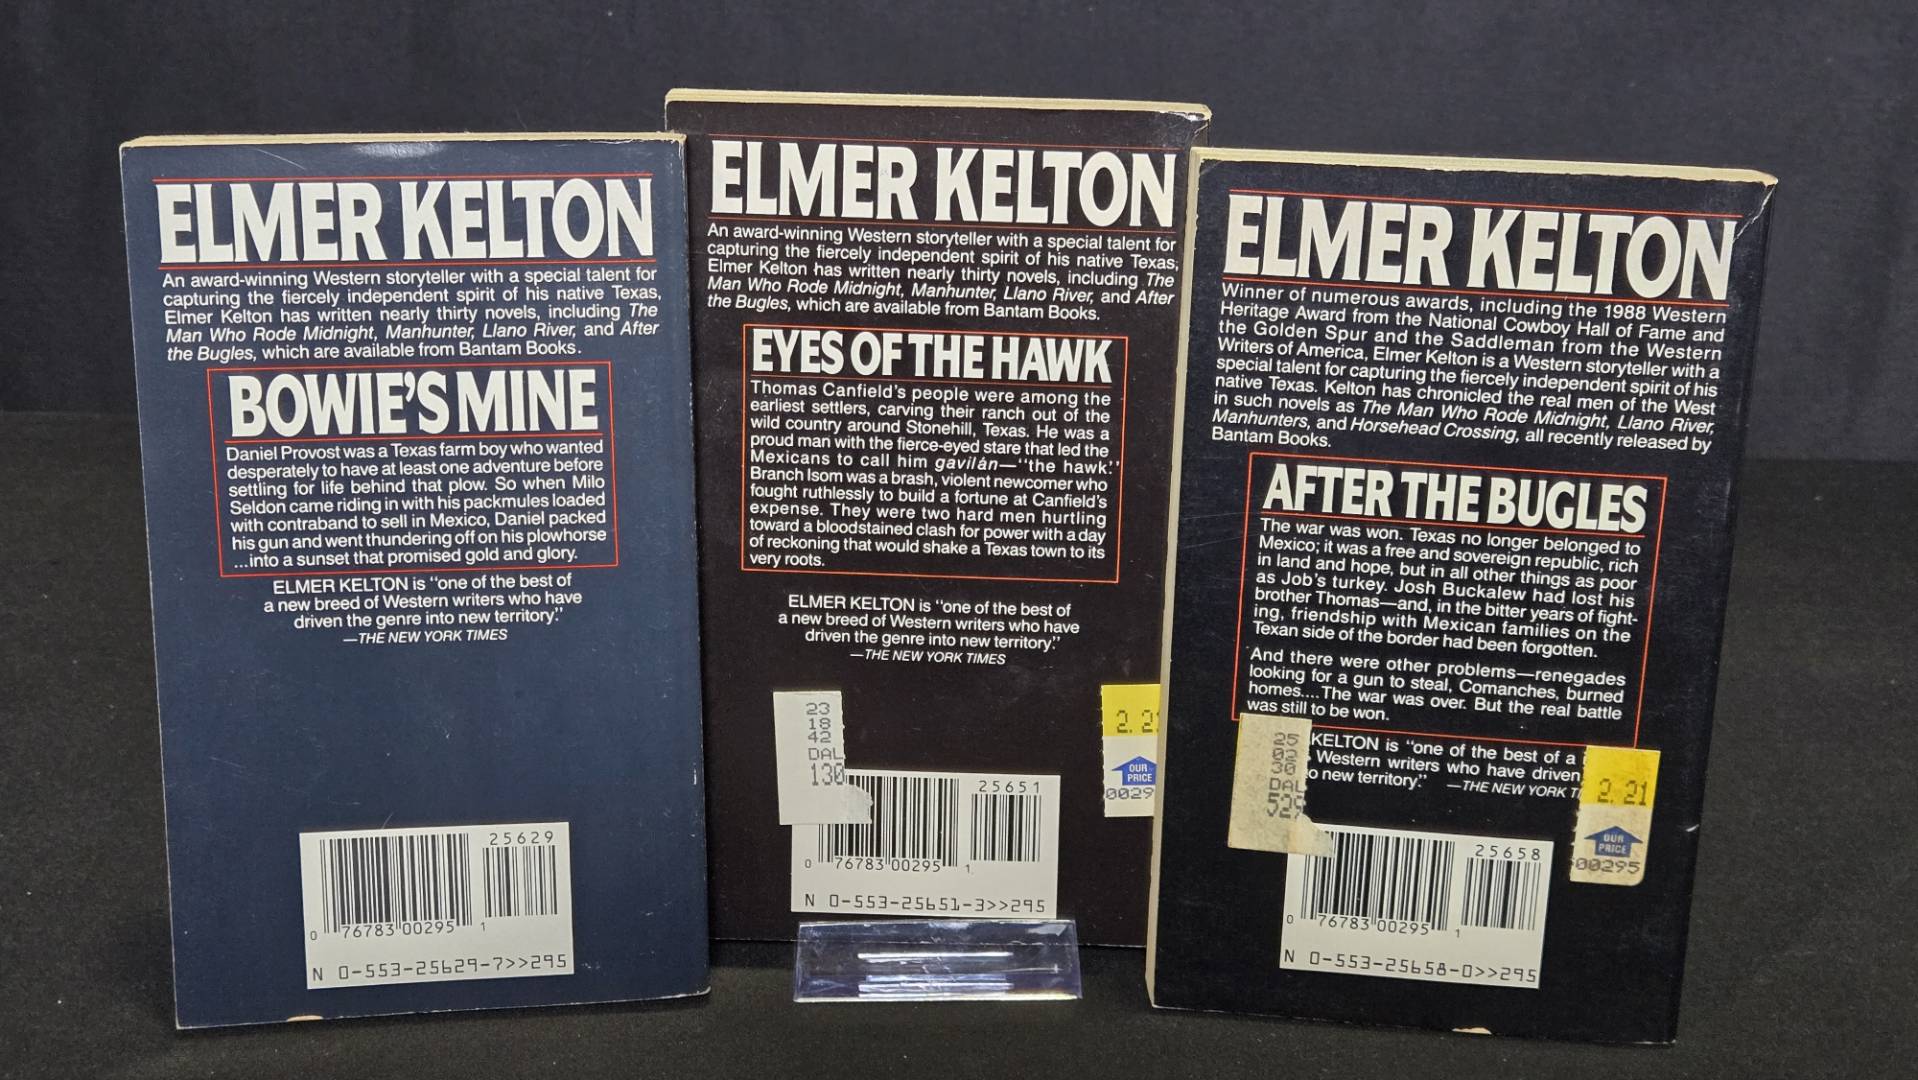 ELMER KELTON
An award-winning Western storyteller with a special talent for
capturing the fiercely independent spirit of his native Texas,
Elmer Kelton has written nearly thirty novels, including The
Man Who Rode Midnight, Manhunter, Llano River, and After
the Bugles, which are available from Bantam Books.
BOWIE'S MINE
Daniel Provost was a Texas farm boy who wanted
desperately to have at least one adventure before
settling for life behind that plow. So when Milo
Seldon came riding in with his packmules loaded
with contraband to sell in Mexico, Daniel packed
his gun and went thundering off on his plowhorse
...into a sunset that promised gold and glory.
ELMER KELTON is "one of the best of
a new breed of Western writers who have
driven the genre into new territory."
—THE NEW YORK TIMES
25629
0 76783 00295 1
N 0-553-25629-7>>295
ELMER KELTON
An award-winning Western storyteller with a special talent for
capturing the fiercely independent spirit of his native Texas,
Elmer Kelton has written nearly thirty novels, including The
Man Who Rode Midnight, Manhunter, Llano River, and After
the Bugles, which are available from Bantam Books.
EYES OF THE HAWK
Thomas Canfield's people were among the
earliest settlers, carving their ranch out of the
wild country around Stonehill, Texas. He was a
proud man with the fierce-eyed stare that led the
Mexicans to call him gavilán—"the hawk."
Branch Isom was a brash, violent newcomer who
fought ruthlessly to build a fortune at Canfield's
expense. They were two hard men hurtling
toward a bloodstained clash for power with a day
of reckoning that would shake a Texas town to its
very roots.
ELMER KELTON is "one of the best of
a new breed of Western writers who have
driven the genre into new territory."
—THE NEW YORK TIMES
23
18
42
DAL
130
2.2
OUR
PRICE
0029
25651
0 76783 00295 1
N 0-553-25651-3>>295
ELMER KELTON
Winner of numerous awards, including the 1988 Western
Heritage Award from the National Cowboy Hall of Fame and
the Golden Spur and the Saddleman from the Western
Writers of America, Elmer Kelton is a Western storyteller with a
special talent for capturing the fiercely independent spirit of his
native Texas. Kelton has chronicled the real men of the West
in such novels as The Man Who Rode Midnight, Llano River,
Manhunters, and Horsehead Crossing, all recently released by
Bantam Books.
AFTER THE BUGLES
The war was won. Texas no longer belonged to
Mexico; it was a free and sovereign republic, rich
in land and hope, but in all other things as poor
as Job's turkey. Josh Buckalew had lost his
brother Thomas—and, in the bitter years of fight-
ing, friendship with Mexican families on the
Texan side of the border had been forgotten.
And there were other problems—renegades
looking for a gun to steal, Comanches, burned
homes....The war was over. But the real battle
was still to be won.
KELTON is "one of the best of a
Western writers who have driven
o new territory." —THE NEW YORK T
25
02
30
DAL
529
2.21
OUR
PRICE
00295
25658
0 76783 00295 1
N 0-553-25658-0>>295